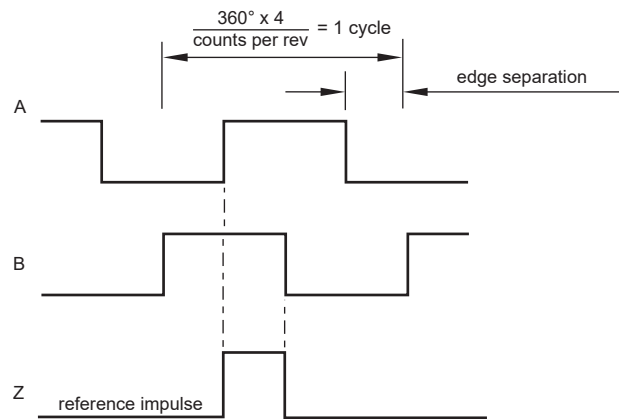 360° x 4
counts per rev
= 1 cycle
edge separation
A
B
reference impulse
Z